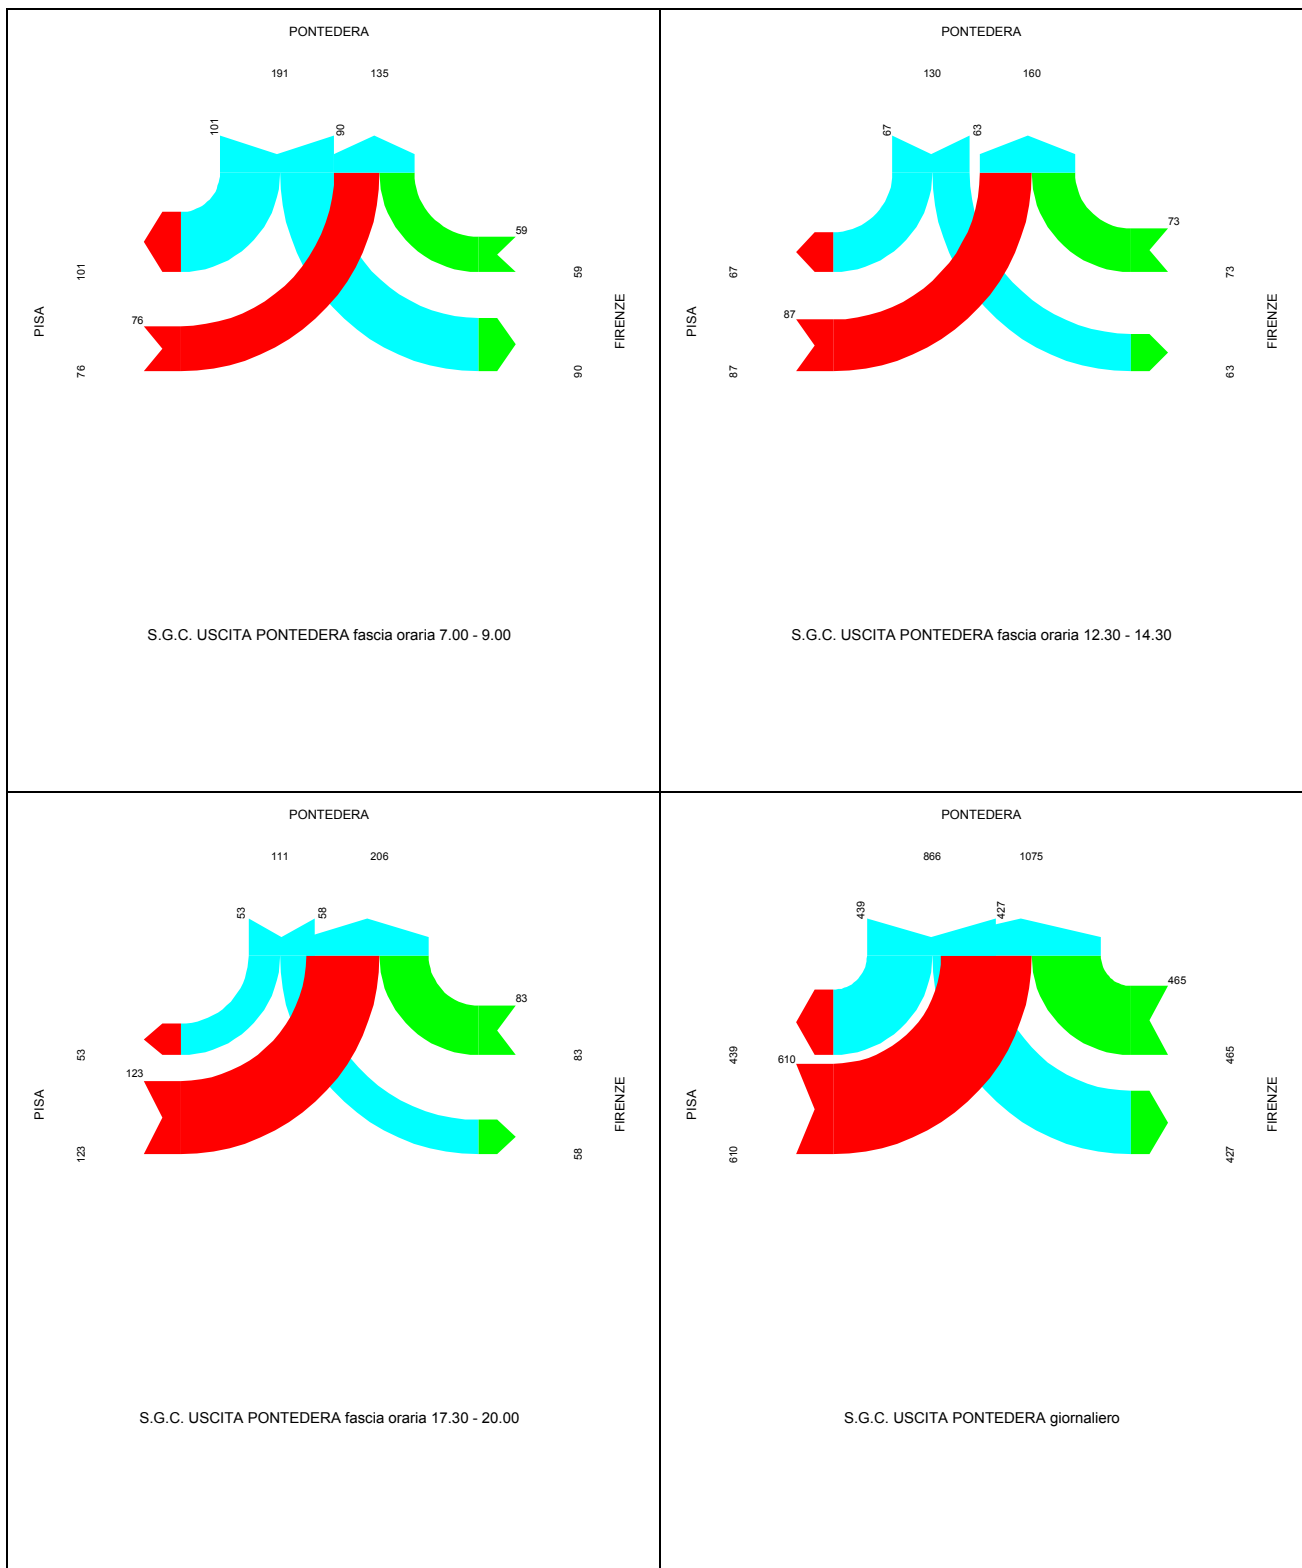 PONTEDERA
191 135
101 90
59
101 59
PISA FIRENZE
76
76 90
S.G.C. USCITA PONTEDERA fascia oraria 7.00 - 9.00
PONTEDERA
130 160
67 63
73
67 73
PISA FIRENZE
87
87 63
S.G.C. USCITA PONTEDERA fascia oraria 12.30 - 14.30
PONTEDERA
111 206
53 58
83
53 83
123
PISA FIRENZE
123 58
S.G.C. USCITA PONTEDERA fascia oraria 17.30 - 20.00
PONTEDERA
866 1075
439 427
465
439 465
610
PISA FIRENZE
610 427
S.G.C. USCITA PONTEDERA giornaliero